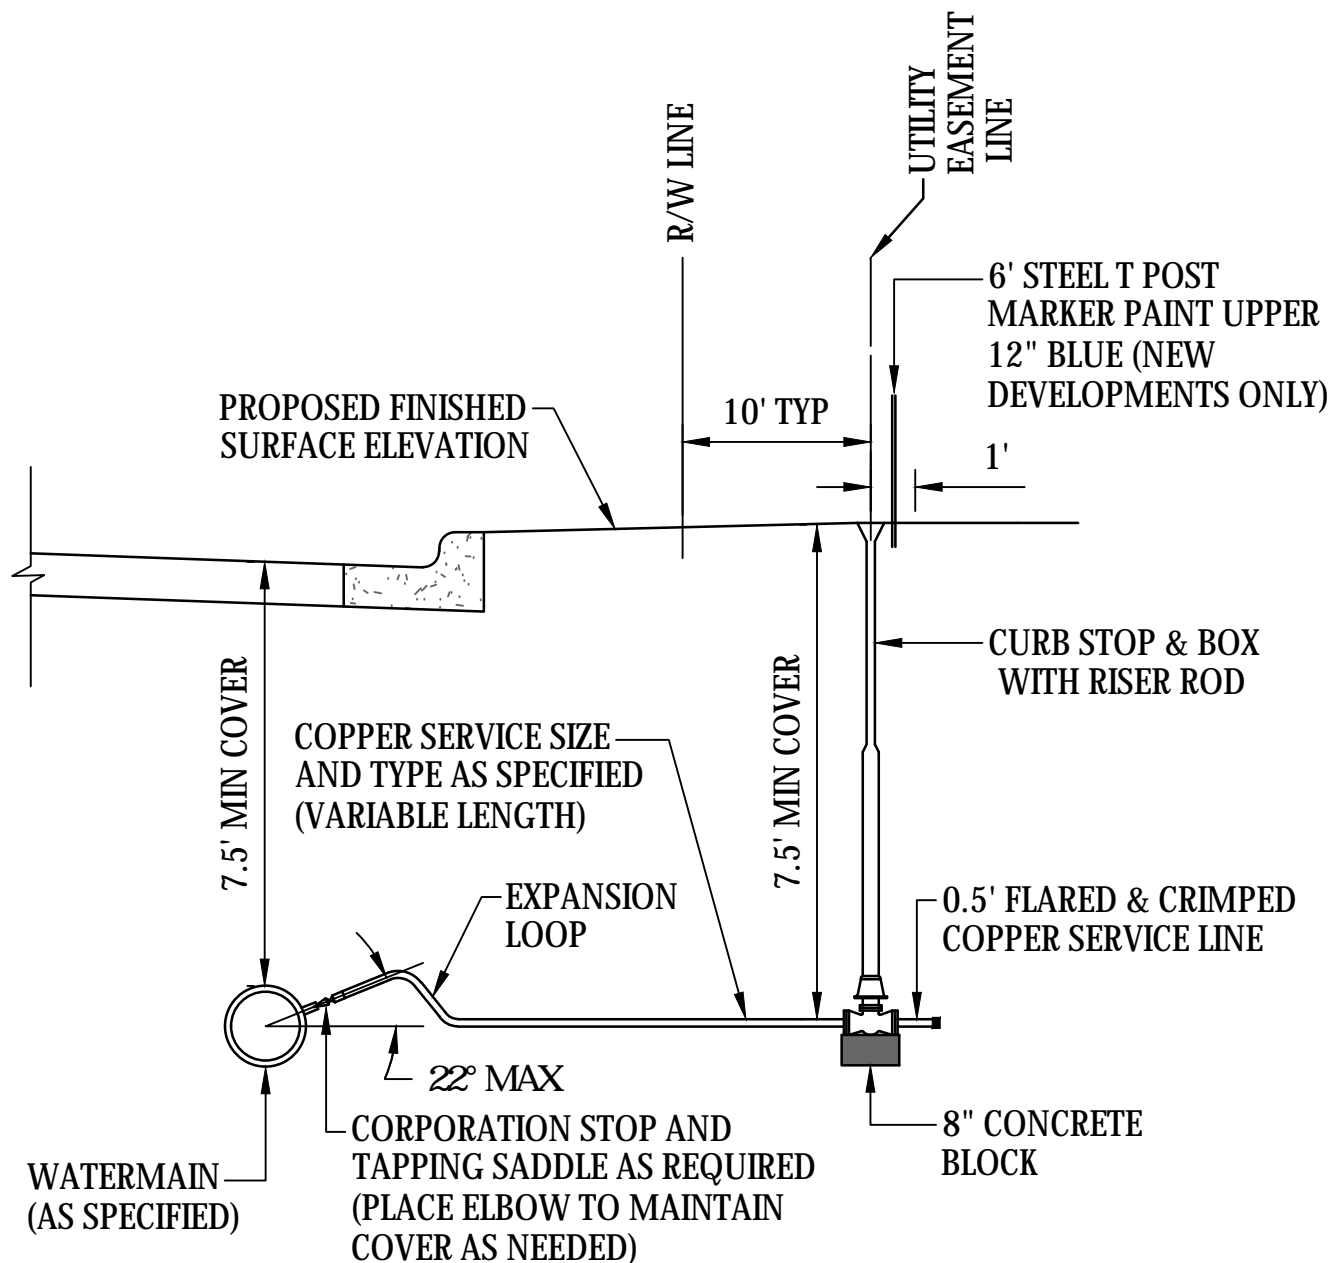 UTILITY
EASEMENT
LINE
R/W LINE
6' STEEL T POST
MARKER PAINT UPPER
12" BLUE (NEW
DEVELOPMENTS ONLY)
PROPOSED FINISHED
SURFACE ELEVATION
10' TYP
1'
7.5' MIN COVER
7.5' MIN COVER
CURB STOP & BOX
WITH RISER ROD
COPPER SERVICE SIZE
AND TYPE AS SPECIFIED
(VARIABLE LENGTH)
EXPANSION
LOOP
0.5' FLARED & CRIMPED
COPPER SERVICE LINE
22° MAX
CORPORATION STOP AND
TAPPING SADDLE AS REQUIRED
(PLACE ELBOW TO MAINTAIN
COVER AS NEEDED)
8" CONCRETE
BLOCK
WATERMAIN
(AS SPECIFIED)